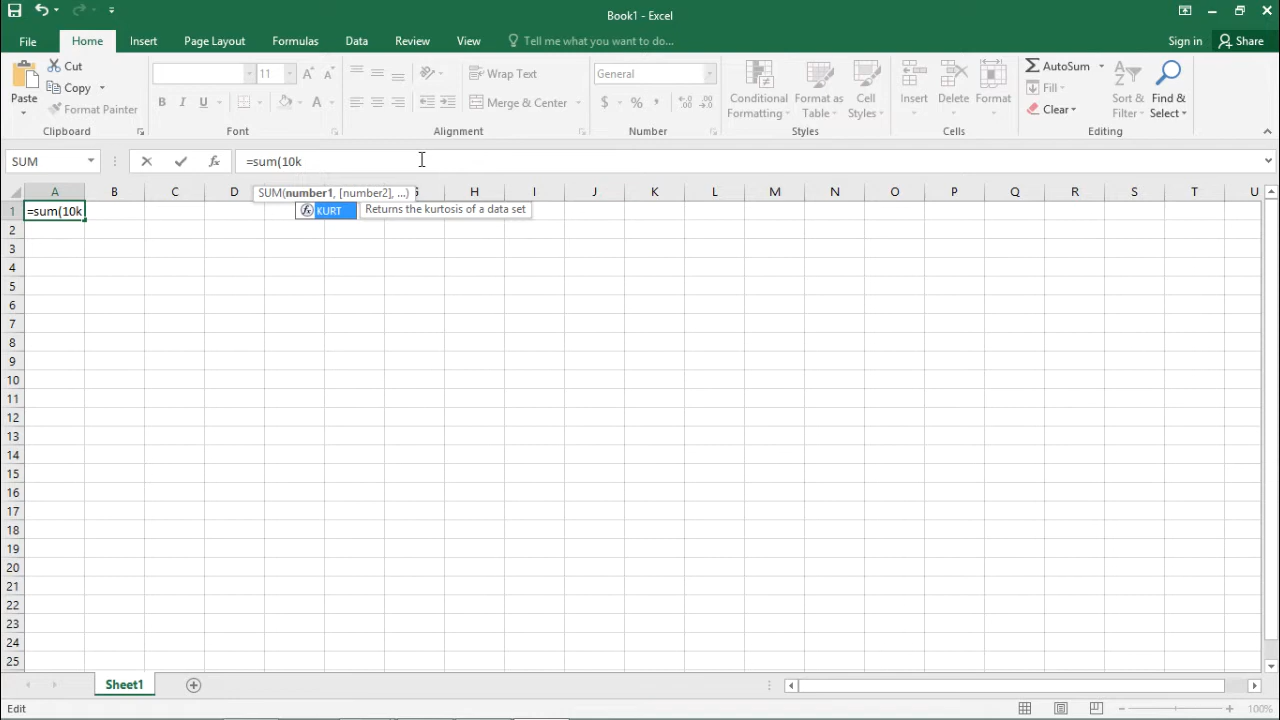 Book1 - Excel
File Home Insert Page Layout Formulas Data Review View Tell me what you want to do... Sign in Share
Paste Cut Copy Format Painter
11 B I U A A A
Wrap Text Merge & Center
General $ % ,
Conditional Formatting Format as Table Cell Styles
Insert Delete Format
AutoSum Fill Clear Sort & Filter Find & Select
Clipboard Font Alignment Number Styles Cells Editing
SUM fx =sum(10k
A B C D G H I J K L M N O P Q R S T U
SUM(number1, [number2], ...)
1 =sum(10k KURT Returns the kurtosis of a data set
2
3
4
5
6
7
8
9
10
11
12
13
14
15
16
17
18
19
20
21
22
23
24
25
Sheet1
Edit 100%